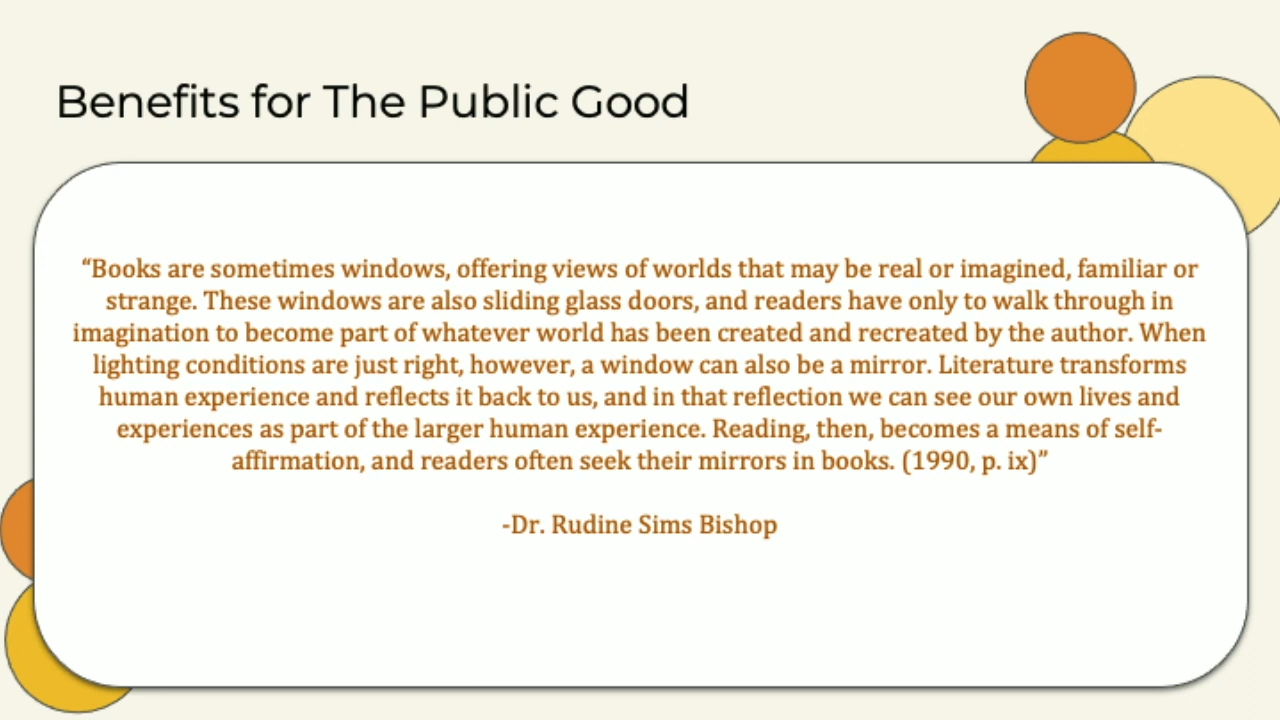 Benefits for The Public Good
“Books are sometimes windows, offering views of worlds that may be real or imagined, familiar or
strange. These windows are also sliding glass doors, and readers have only to walk through in
imagination to become part of whatever world has been created and recreated by the author. When
lighting conditions are just right, however, a window can also be a mirror. Literature transforms
human experience and reflects it back to us, and in that reflection we can see our own lives and
experiences as part of the larger human experience. Reading, then, becomes a means of self-
affirmation, and readers often seek their mirrors in books. (1990, p. ix)”
-Dr. Rudine Sims Bishop